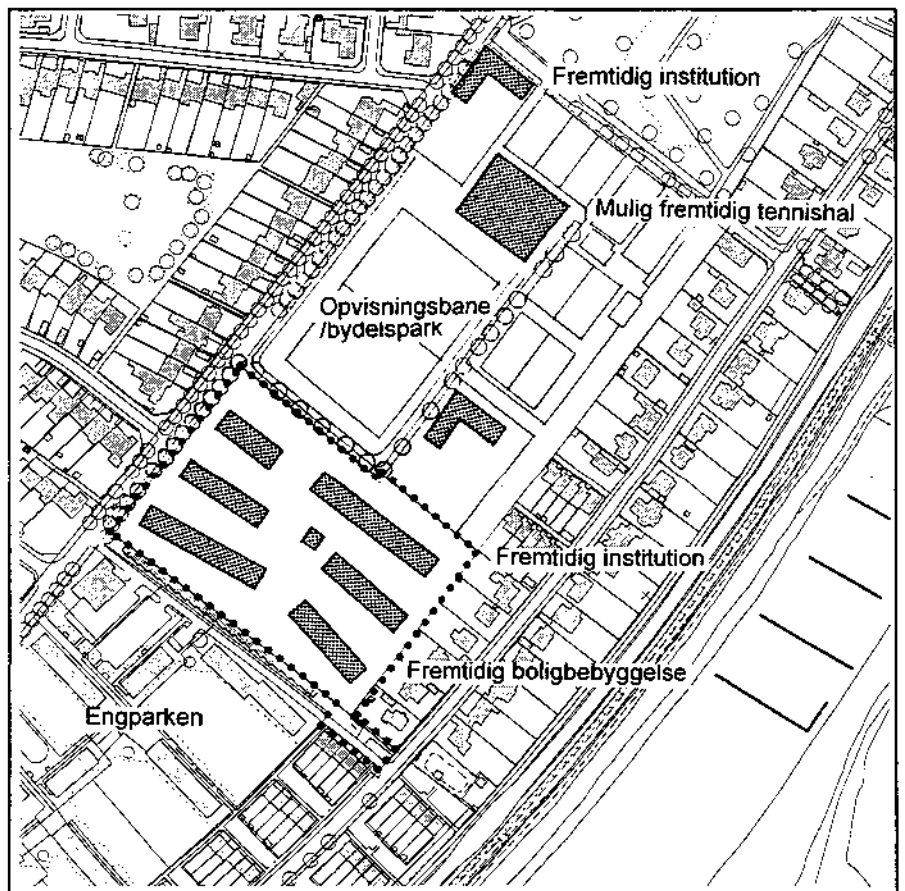 Fremtidig institution
Mulig fremtidig tennishal
Opvisningsbane
/bydelspark
Fremtidig institution
Fremtidig boligbebyggelse
Engparken